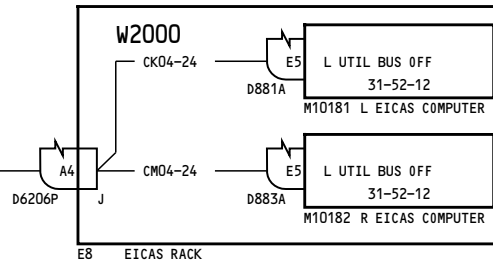 W2000
CK04-24
E5
L UTIL BUS OFF
31-52-12
D881A
M10181 L EICAS COMPUTER
A4
CM04-24
E5
L UTIL BUS OFF
31-52-12
D6206P
J
D883A
M10182 R EICAS COMPUTER
E8 EICAS RACK